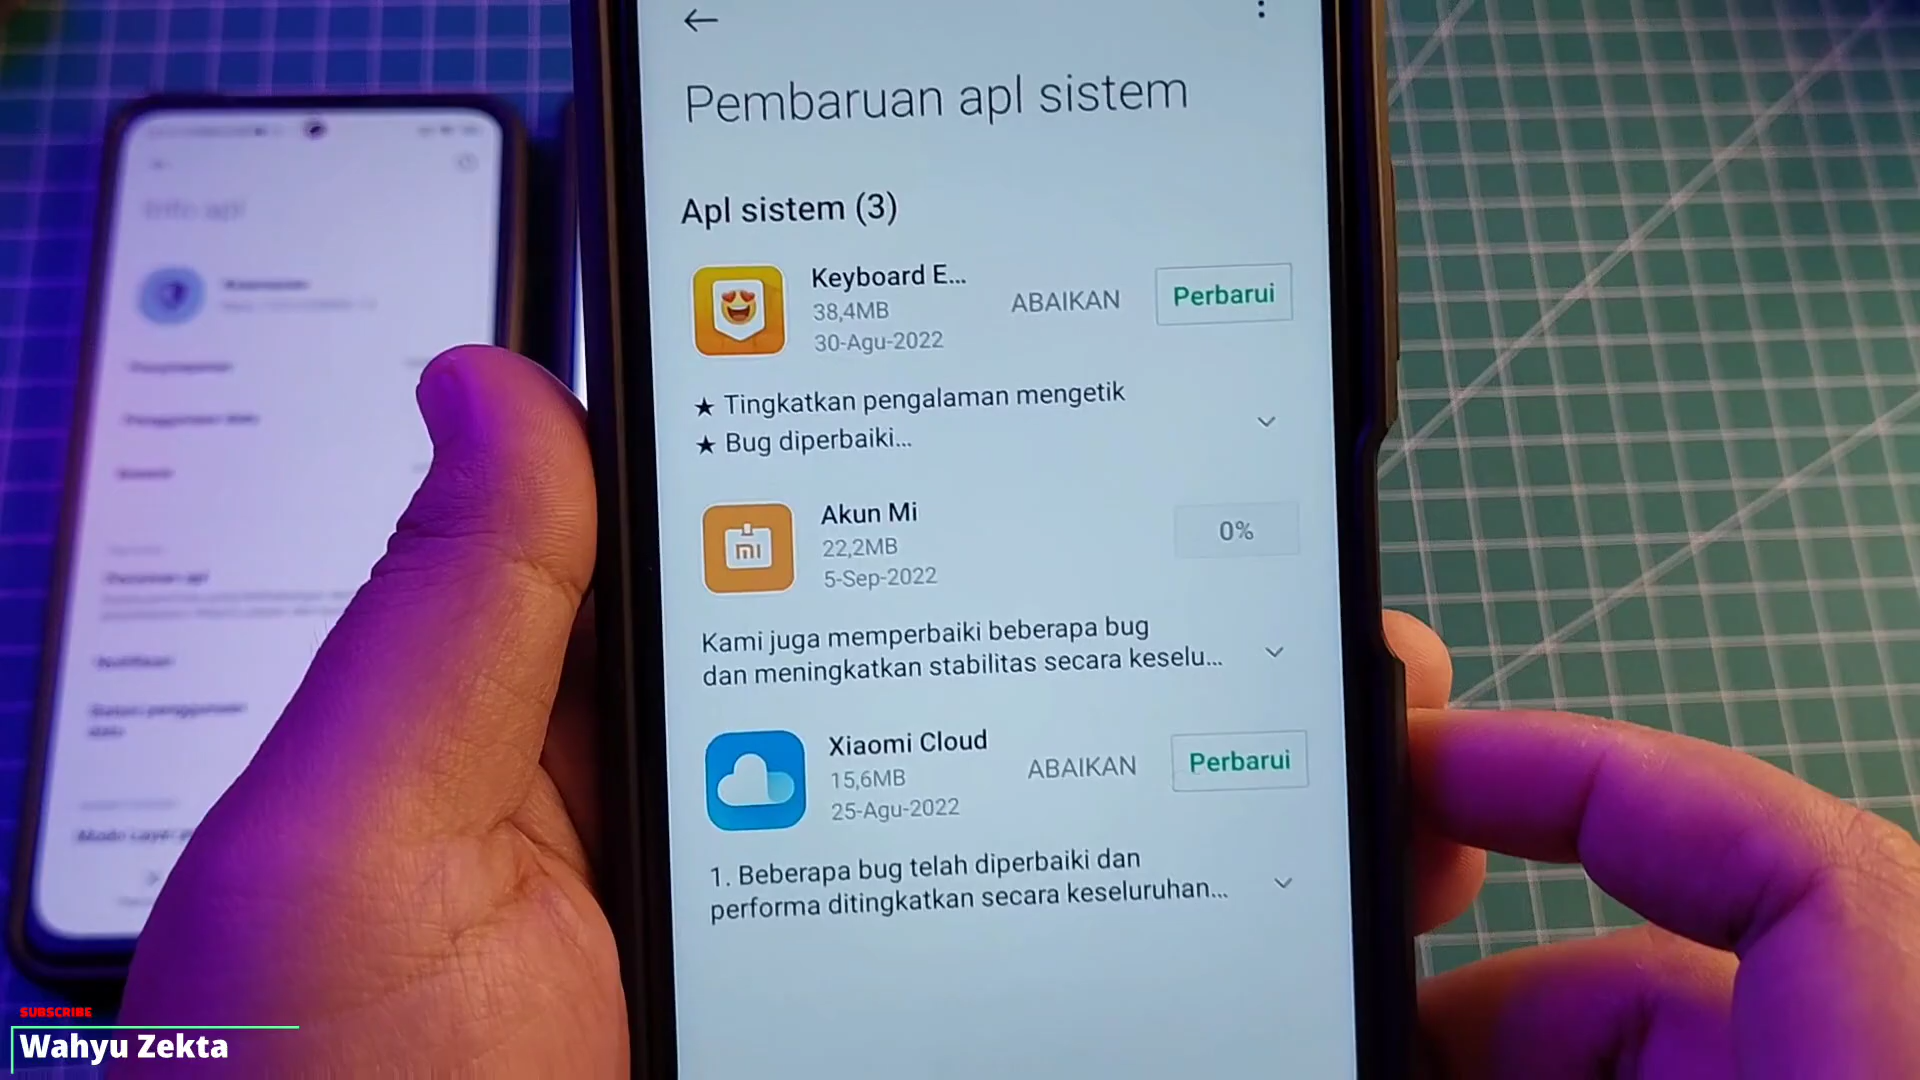 Pembaruan apl sistem
Apl sistem (3)
Keyboard E...
38,4MB
30-Agu-2022
ABAIKAN
Perbarui
★ Tingkatkan pengalaman mengetik
★ Bug diperbaiki...
Akun Mi
22,2MB
5-Sep-2022
0%
Kami juga memperbaiki beberapa bug
dan meningkatkan stabilitas secara keselu...
Xiaomi Cloud
15,6MB
25-Agu-2022
ABAIKAN
Perbarui
1. Beberapa bug telah diperbaiki dan
performa ditingkatkan secara keseluruhan...
Info apl
SUBSCRIBE
Wahyu Zekta